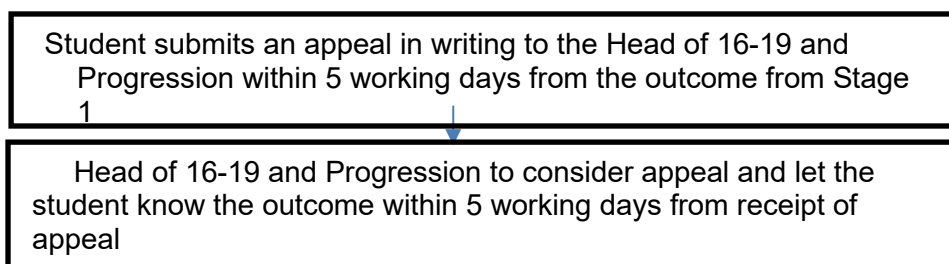 Student submits an appeal in writing to the Head of 16-19 and
Progression within 5 working days from the outcome from Stage
1
Head of 16-19 and Progression to consider appeal and let the
student know the outcome within 5 working days from receipt of
appeal